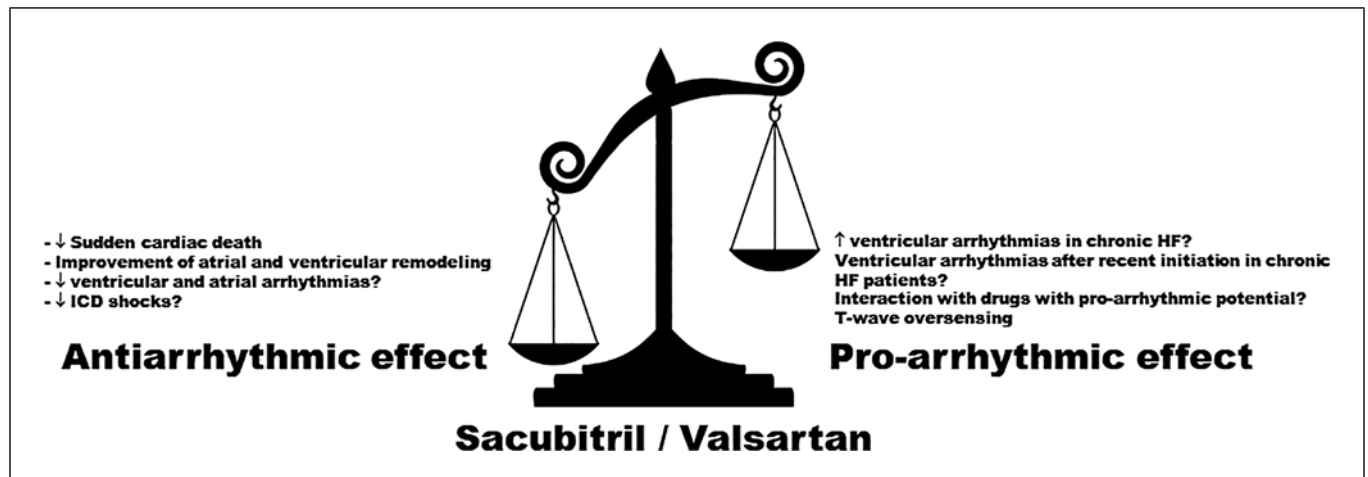 - ↓ Sudden cardiac death
- Improvement of atrial and ventricular remodeling
- ↓ ventricular and atrial arrhythmias?
- ↓ ICD shocks?
Antiarrhythmic effect
↑ ventricular arrhythmias in chronic HF?
Ventricular arrhythmias after recent initiation in chronic
HF patients?
Interaction with drugs with pro-arrhythmic potential?
T-wave oversensing
Pro-arrhythmic effect
Sacubitril / Valsartan